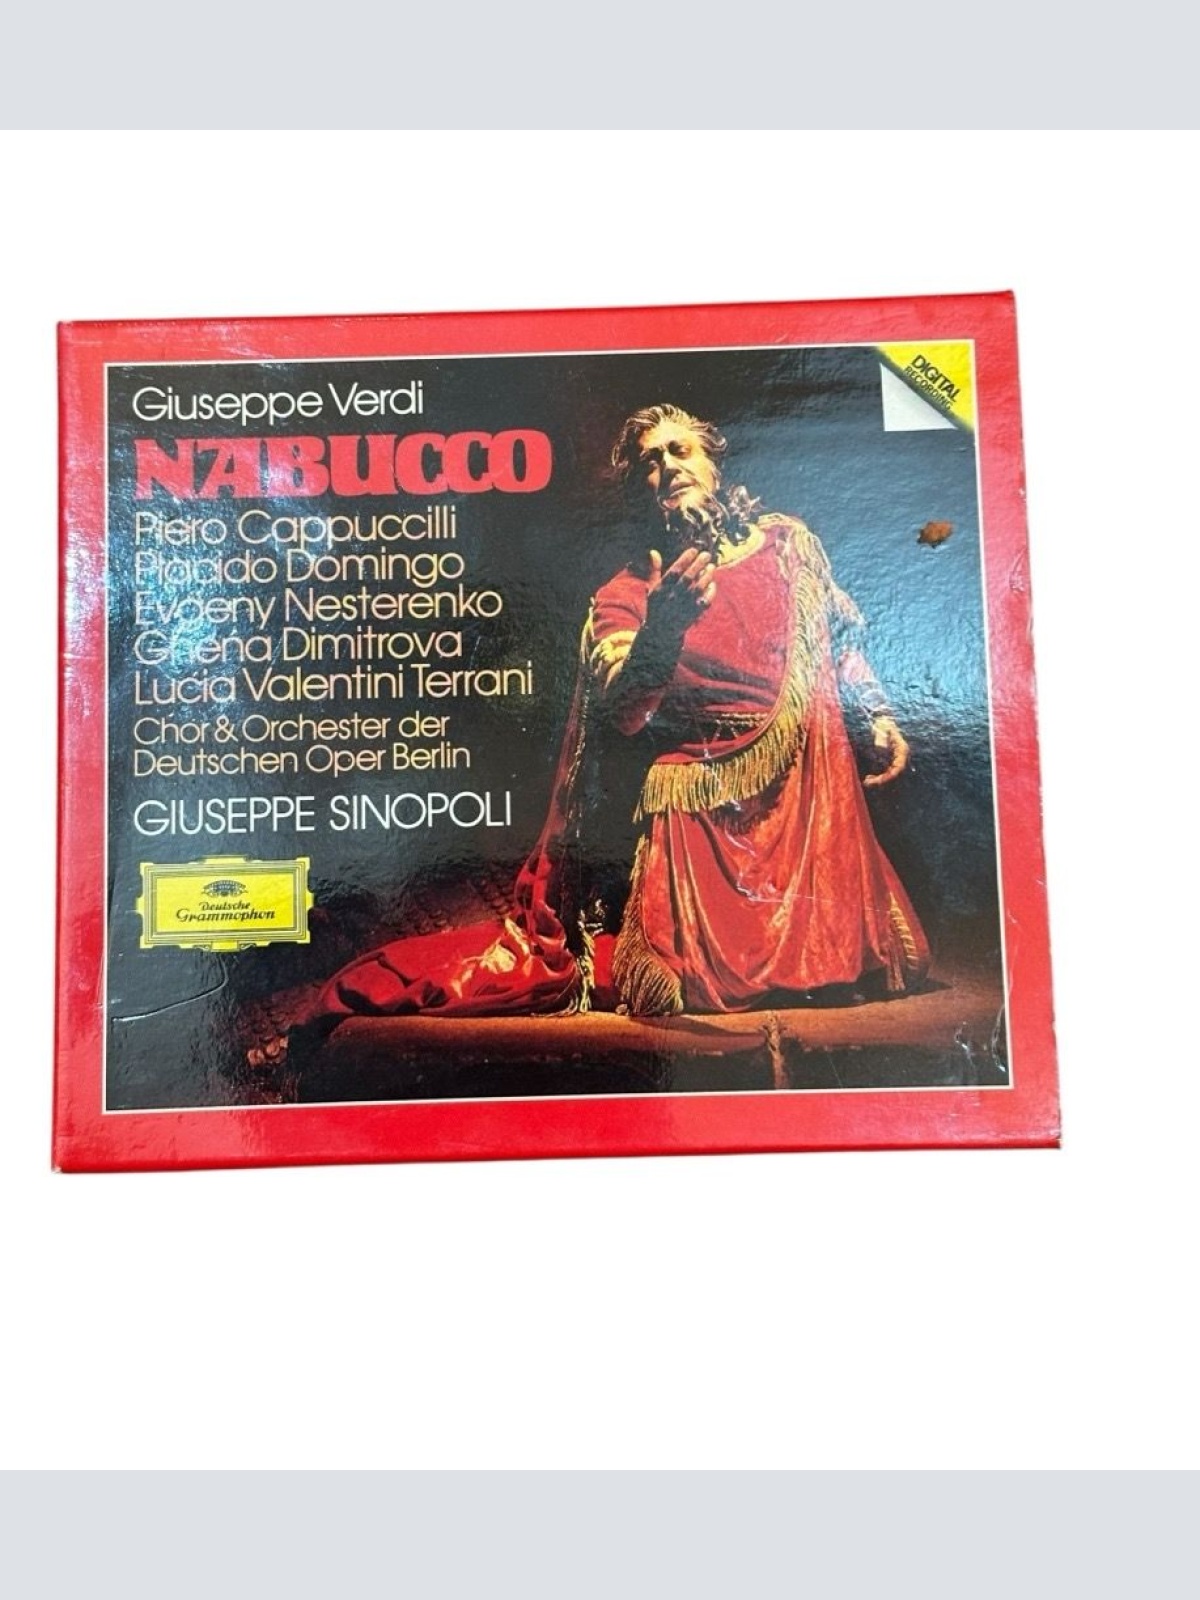 Giuseppe Verdi
NABUCCO
Piero Cappuccilli
Placido Domingo
Evgeny Nesterenko
Ghena Dimitrova
Lucia Valentini Terrani
Chor & Orchester der
Deutschen Oper Berlin
GIUSEPPE SINOPOLI
Deutsche
Grammophon
DIGITAL
RECORDING